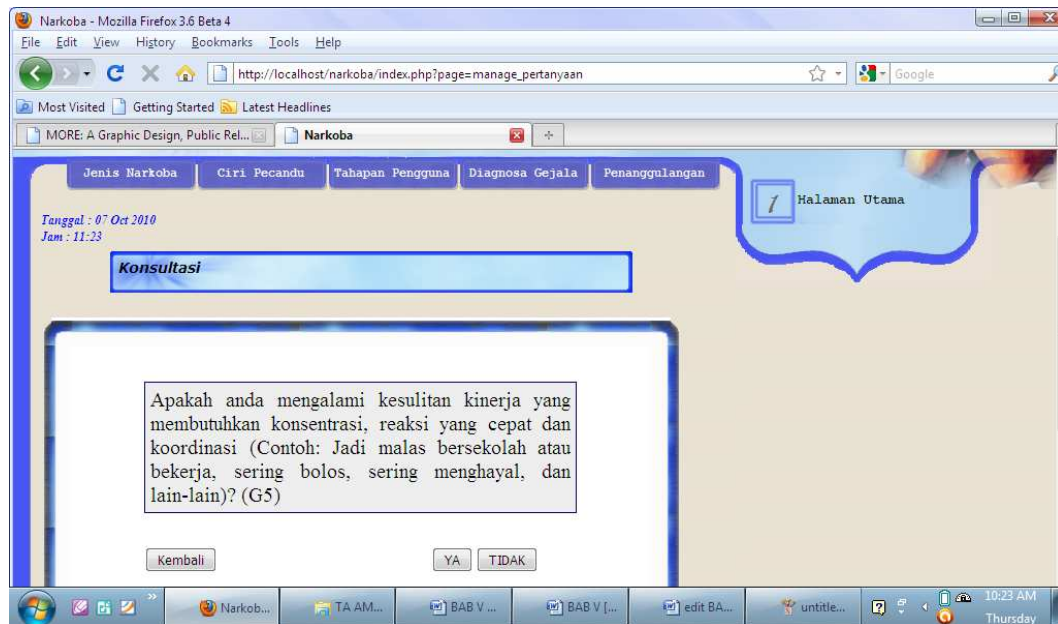 Narkoba - Mozilla Firefox 3.6 Beta 4
File Edit View History Bookmarks Tools Help
http://localhost/narkoba/index.php?page=manage_pertanyaan
Google
Most Visited Getting Started Latest Headlines
MORE: A Graphic Design, Public Rel... Narkoba
Jenis Narkoba Ciri Pecandu Tahapan Pengguna Diagnosa Gejala Penanggulangan
1 Halaman Utama
Tanggal : 07 Oct 2010
Jam : 11:23
Konsultasi
Apakah anda mengalami kesulitan kinerja yang
membutuhkan konsentrasi, reaksi yang cepat dan
koordinasi (Contoh: Jadi malas bersekolah atau
bekerja, sering bolos, sering menghayal, dan
lain-lain)? (G5)
Kembali YA TIDAK
Narkob... TA AM... BAB V ... BAB V [... edit BA... untitle... 10:23 AM
Thursday